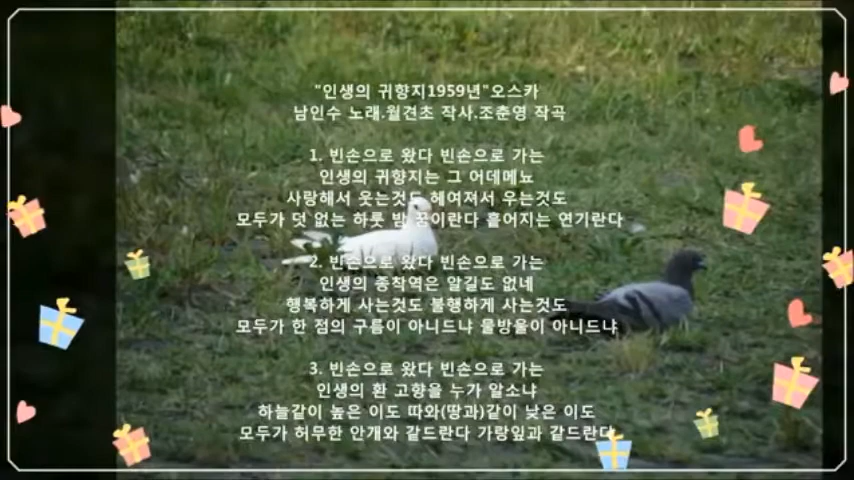 "인생의 귀향지1959년"오스카
남인수 노래.월견초 작사.조춘영 작곡
1. 빈손으로 왔다 빈손으로 가는
인생의 귀향지는 그 어데메뇨
사랑해서 웃는것도 헤여져서 우는것도
모두가 덧 없는 하룻 밤 꿈이란다 흩어지는 연기란다
2. 빈손으로 왔다 빈손으로 가는
인생의 종착역은 알길도 없네
행복하게 사는것도 불행하게 사는것도
모두가 한 점의 구름이 아니드냐 물방울이 아니드냐
3. 빈손으로 왔다 빈손으로 가는
인생의 환 고향을 누가 알소냐
하늘같이 높은 이도 따와(땅과)같이 낮은 이도
모두가 허무한 안개와 같드란다 가랑잎과 같드란다